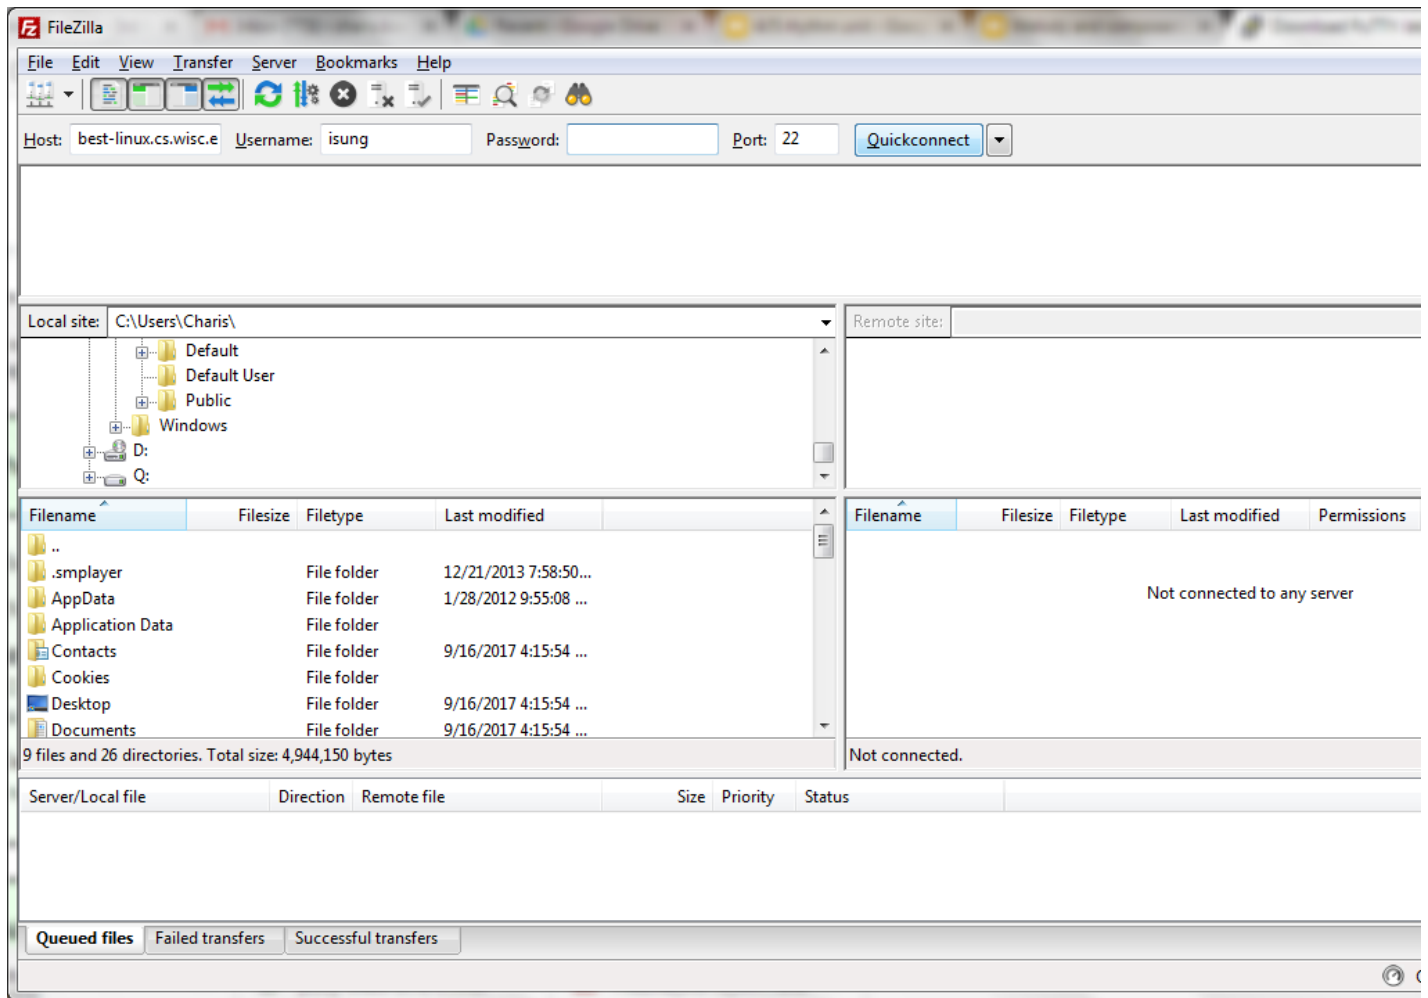 FileZilla
File Edit View Transfer Server Bookmarks Help
Host: best-linux.cs.wisc.e Username: isung Password: Port: 22 Quickconnect
Local site: C:\Users\Charis\
Default
Default User
Public
Windows
D:
Q:
Remote site:
Filename Filesize Filetype Last modified
..
.smplayer File folder 12/21/2013 7:58:50...
AppData File folder 1/28/2012 9:55:08 ...
Application Data File folder
Contacts File folder 9/16/2017 4:15:54 ...
Cookies File folder
Desktop File folder 9/16/2017 4:15:54 ...
Documents File folder 9/16/2017 4:15:54 ...
9 files and 26 directories. Total size: 4,944,150 bytes
Filename Filesize Filetype Last modified Permissions
Not connected to any server
Not connected.
Server/Local file Direction Remote file Size Priority Status
Queued files Failed transfers Successful transfers